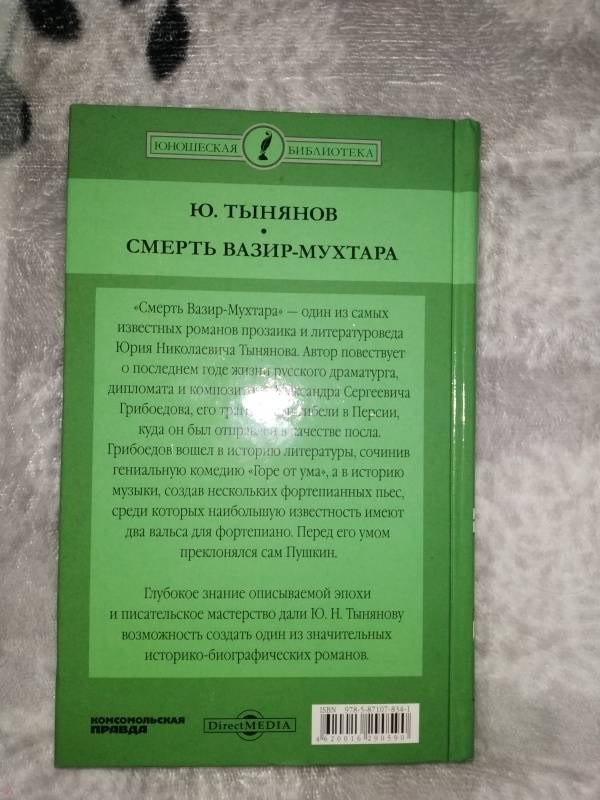 ЮНОШЕСКАЯ БИБЛИОТЕКА
Ю. ТЫНЯНОВ
•
СМЕРТЬ ВАЗИР-МУХТАРА
«Смерть Вазир-Мухтара» — один из самых
известных романов прозаика и литературоведа
Юрия Николаевича Тынянова. Автор повествует
о последнем годе жизни русского драматурга,
дипломата и Александра Сергеевича
Грибоедова, его гибели в Персии,
куда он был отправлен в качестве посла.
Грибоедов вошел в историю литературы, сочинив
гениальную комедию «Горе от ума», а в историю
музыки, создав нескольких фортепианных пьес,
среди которых наибольшую известность имеют
два вальса для фортепиано. Перед его умом
преклонялся сам Пушкин.
Глубокое знание описываемой эпохи
и писательское мастерство дали Ю. Н. Тынянову
возможность создать один из значительных
историко-биографических романов.
КОМСОМОЛЬСКАЯ
ПРАВДА
DirectMEDIA
ISBN 978-5-87107-834-1
4620016290590